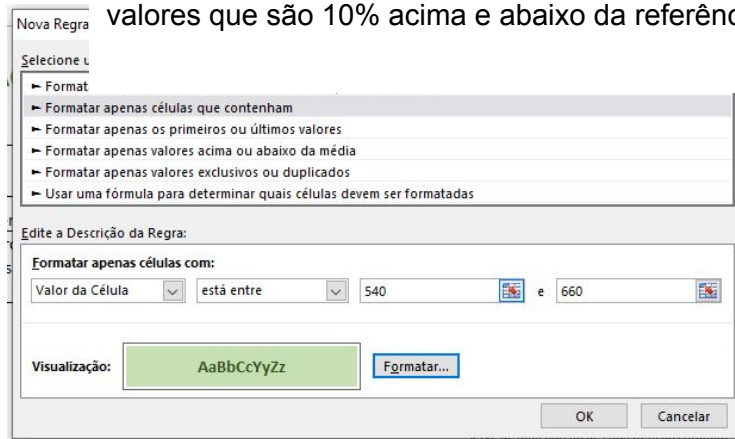 valores que são 10% acima e abaixo da
Nova Regra
Selecione
► Formatar apenas células que contenham
► Formatar apenas os primeiros ou últimos valores
► Formatar apenas valores acima ou abaixo da média
► Formatar apenas valores exclusivos ou duplicados
► Usar uma fórmula para determinar quais células devem ser formatadas
Edite a Descrição da Regra:
Formatar apenas células com:
Valor da Célula está entre 540 e 660
Visualização: AaBbCcYyZz Formatar...
OK Cancelar